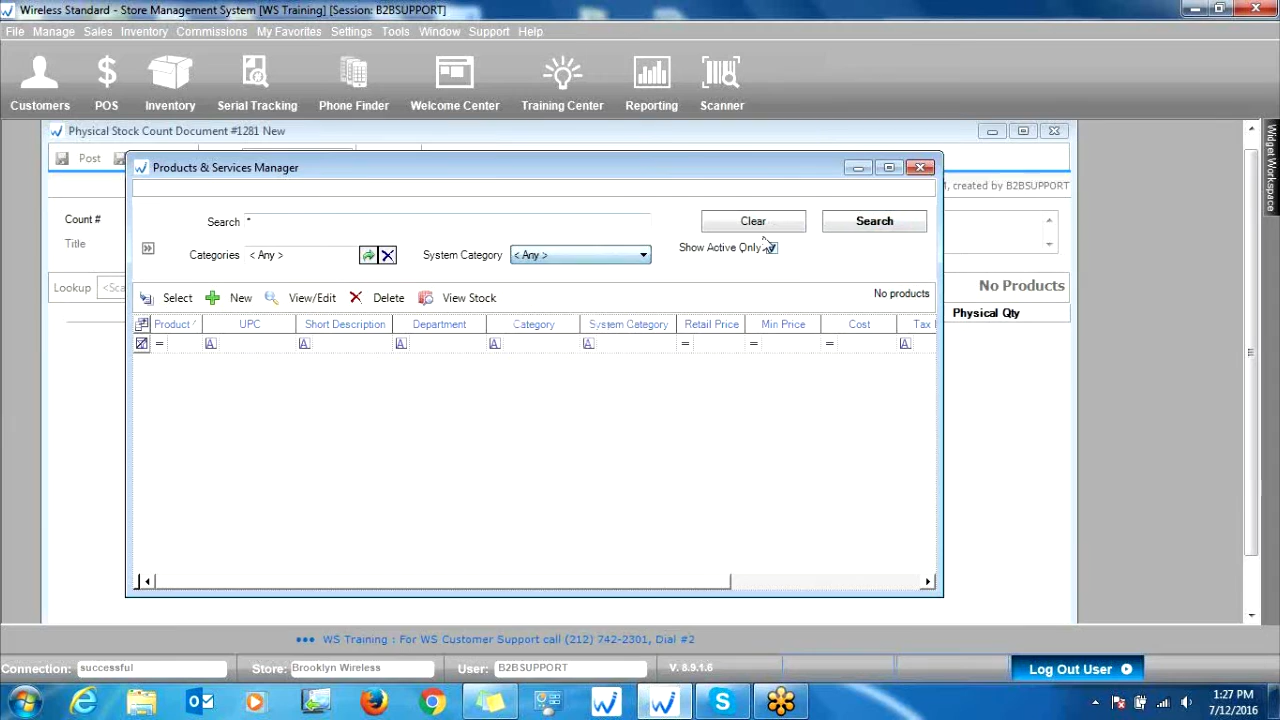 Wireless Standard - Store Management System [WS Training] [Session: B2BSUPPORT]
File Manage Sales Inventory Commissions My Favorites Settings Tools Window Support Help
Customers POS Inventory Serial Tracking Phone Finder Welcome Center Training Center Reporting Scanner
Physical Stock Count Document #1281 New
Post
Products & Services Manager
M, created by B2BSUPPORT
Count #
Search *
Clear
Search
Title
Show Active Only
Categories < Any >
System Category < Any >
Lookup <Sca
No Products
Select New View/Edit Delete View Stock
No products
Physical Qty
Product UPC Short Description Department Category System Category Retail Price Min Price Cost Tax
= A A A A A = = = A
Widget Workspace
••• WS Training : For WS Customer Support call (212) 742-2301, Dial #2
Connection: successful Store: Brooklyn Wireless User: B2BSUPPORT V. 8.9.1.6 Log Out User
1:27 PM
7/12/2016